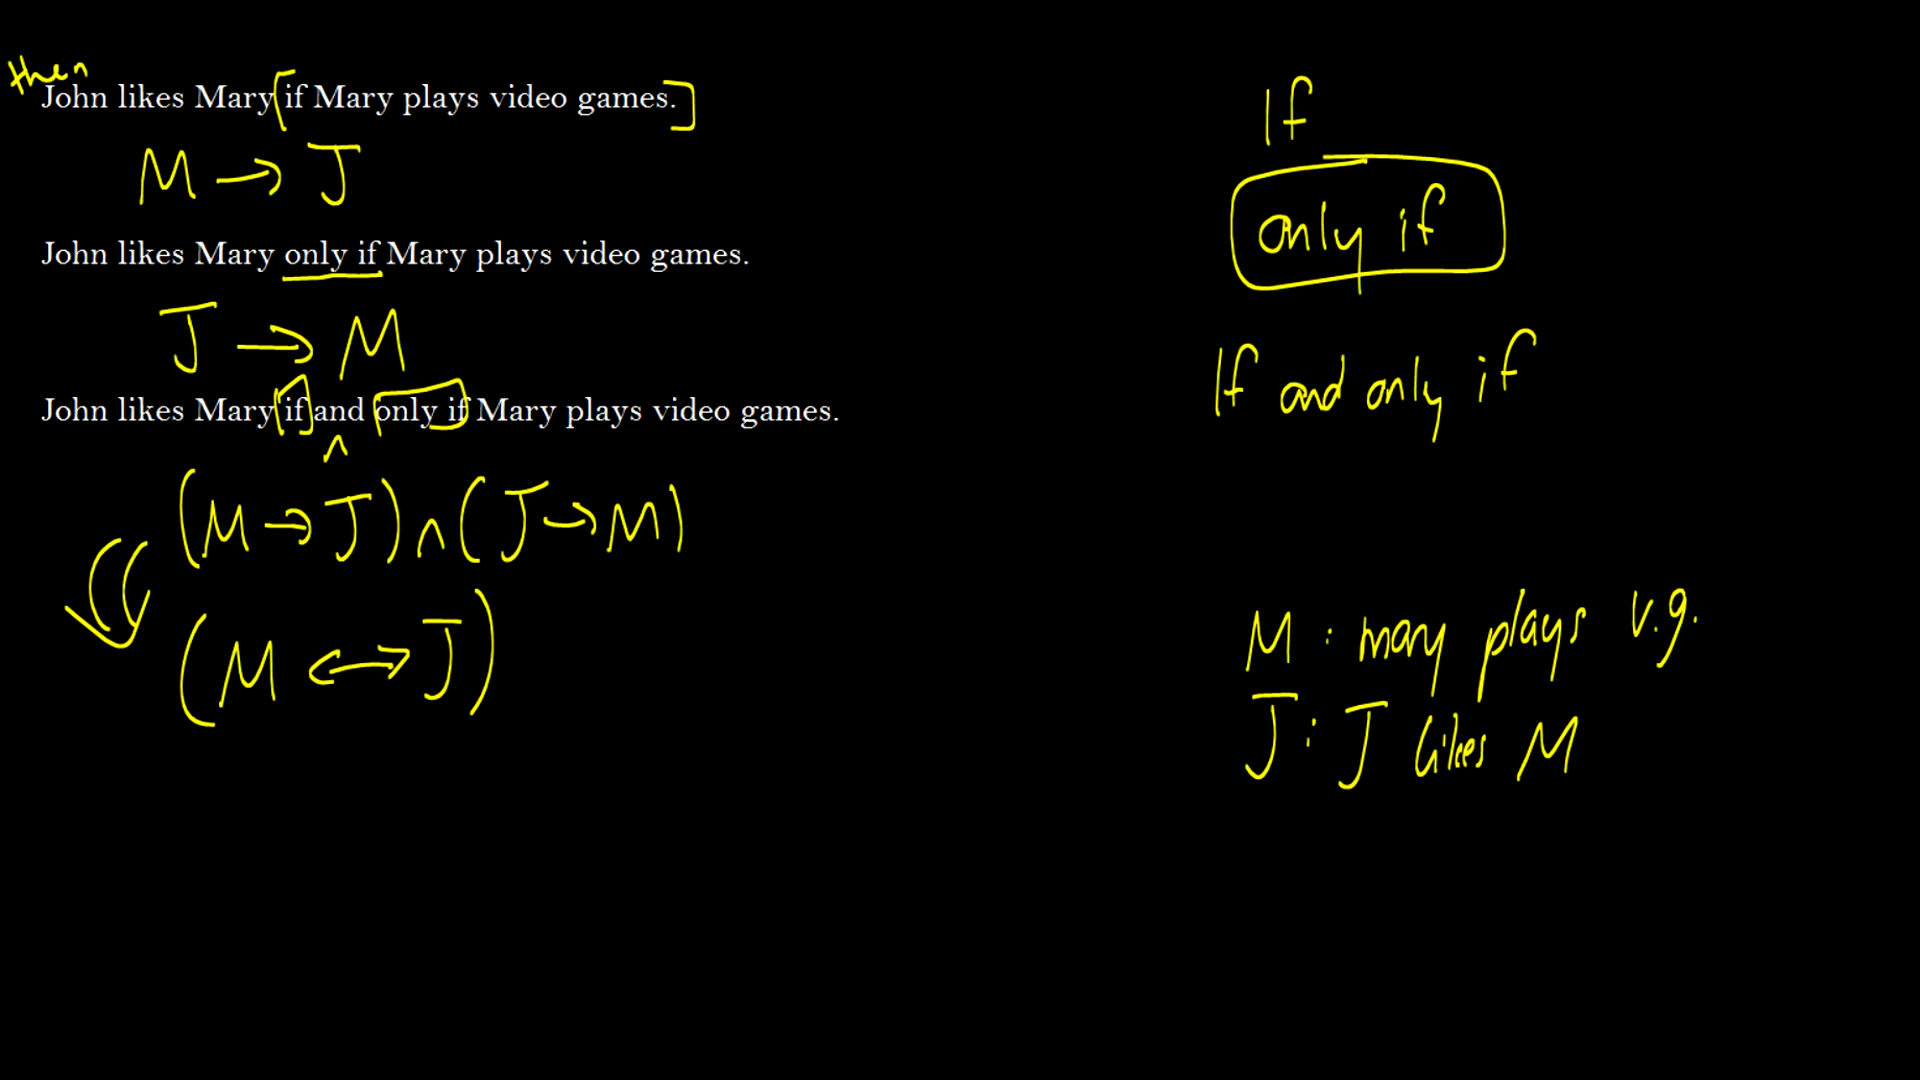 then
John likes Mary [if Mary plays video games.]
M → J
John likes Mary only if Mary plays video games.
J → M
John likes Mary [if] and [only if] Mary plays video games.
∧
(M → J) ∧ (J → M)
(M ↔ J)
If
only if
If and only if
M : mary plays v.g.
J : J likes M